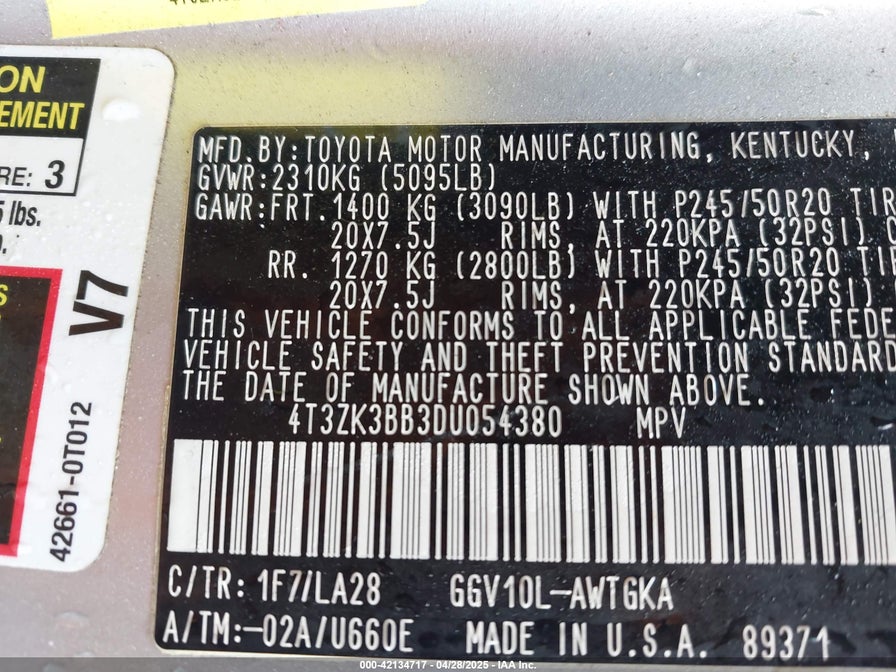 ON
EMENT
RE: 3
5 lbs.
S
V7
42661-0T012
MFD.BY:TOYOTA MOTOR MANUFACTURING, KENTUCKY,
GVWR:2310KG (5095LB)
GAWR:FRT.1400 KG (3090LB) WITH P245/50R20 TIR
20X7.5J RIMS, AT 220KPA (32PSI) C
RR. 1270 KG (2800LB) WITH P245/50R20 TIR
20X7.5J RIMS, AT 220KPA (32PSI)
THIS VEHICLE CONFORMS TO ALL APPLICABLE FEDE
VEHICLE SAFETY AND THEFT PREVENTION STANDARD
THE DATE OF MANUFACTURE SHOWN ABOVE.
4T3ZK3BB3DU054380 MPV
C/TR: 1F7/LA28 GGV10L-AWTGKA
A/TM:-02A/U660E MADE IN U.S.A. 89371
000-42134717 - 04/28/2025 - IAA Inc.